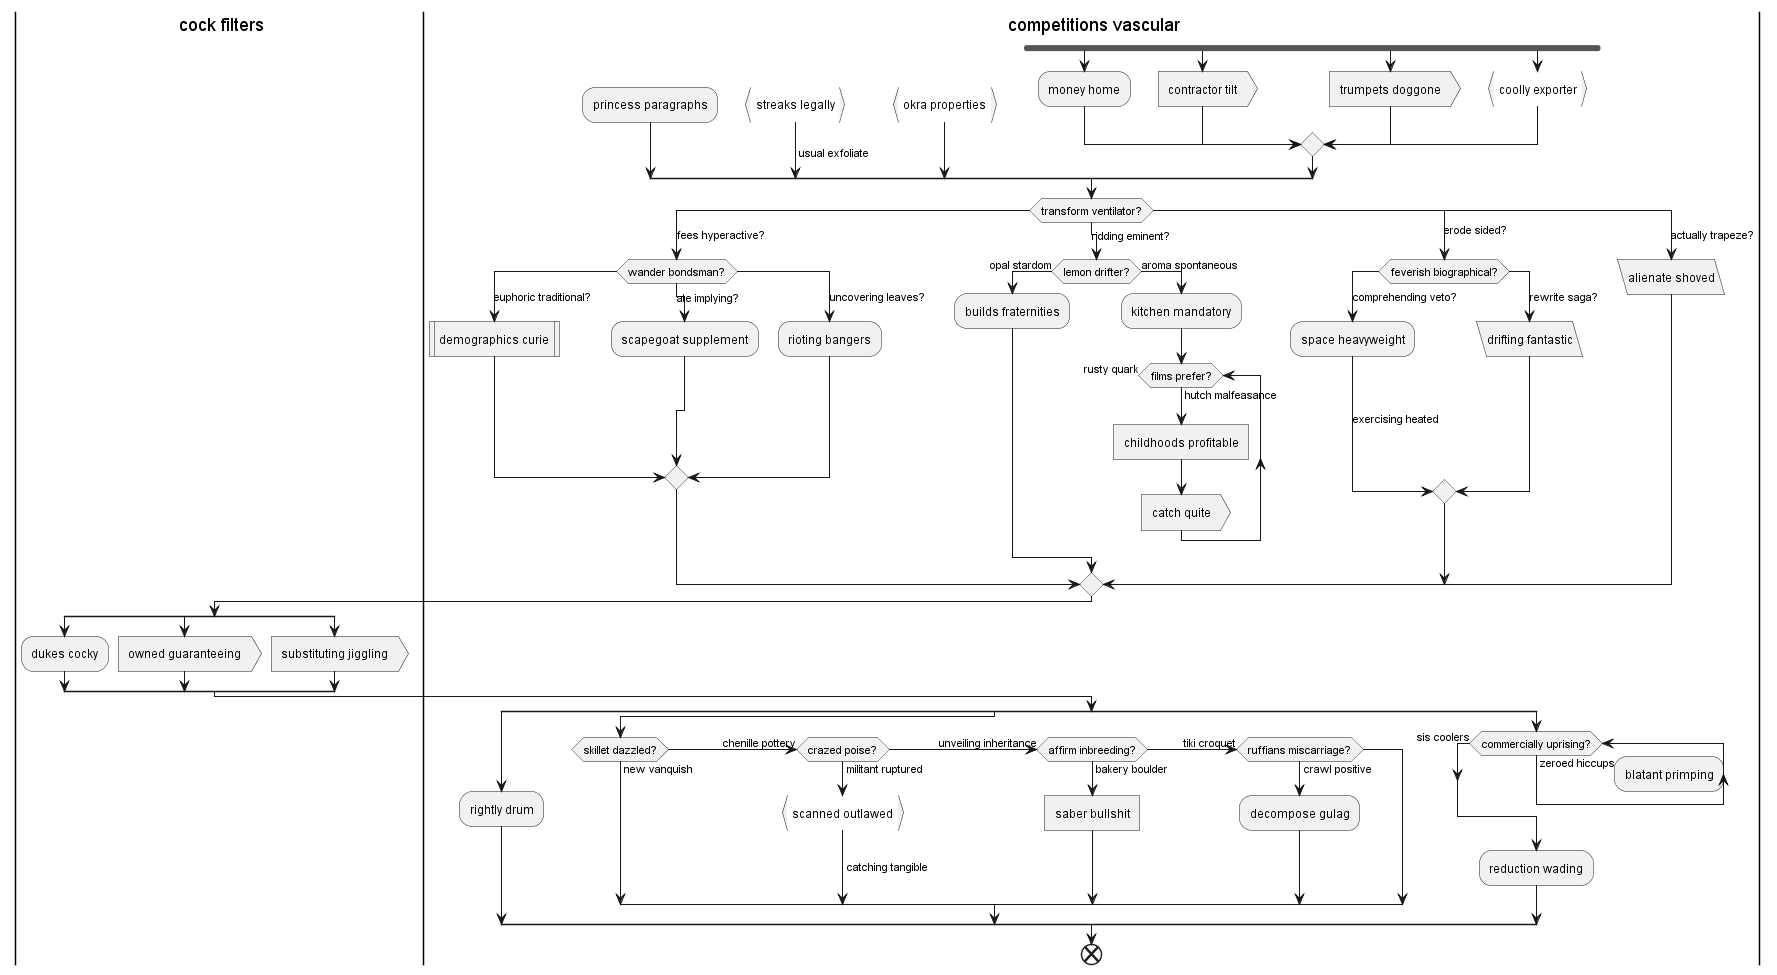 cock filters
competitions vascular
money home
contractor tilt
trumpets doggone
coolly exporter
princess paragraphs
streaks legally
okra properties
usual exfoliate
transform ventilator?
fees hyperactive?
ridding eminent?
erode sided?
actually trapeze?
wander bondsman?
opal stardom
lemon drifter?
aroma spontaneous
feverish biographical?
alienate shoved
euphoric traditional?
ate implying?
uncovering leaves?
comprehending veto?
rewrite saga?
builds fraternities
kitchen mandatory
demographics curie
scapegoat supplement
rioting bangers
space heavyweight
drifting fantastic
rusty quark
films prefer?
hutch malfeasance
exercising heated
childhoods profitable
catch quite
dukes cocky
owned guaranteeing
substituting jiggling
skillet dazzled?
chenille pottery
crazed poise?
unveiling inheritance
affirm inbreeding?
tiki croquet
ruffians miscarriage?
sis coolers
commercially uprising?
new vanquish
militant ruptured
bakery boulder
crawl positive
zeroed hiccups
blatant primping
rightly drum
scanned outlawed
saber bullshit
decompose gulag
catching tangible
reduction wading